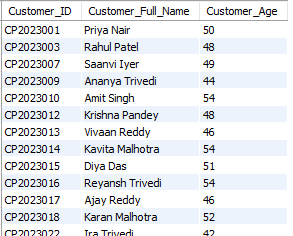 Customer_ID Customer_Full_Name Customer_Age
CP2023001 Priya Nair 50
CP2023003 Rahul Patel 48
CP2023007 Saanvi Iyer 49
CP2023009 Ananya Trivedi 44
CP2023010 Amit Singh 54
CP2023012 Krishna Pandey 48
CP2023013 Vivaan Reddy 46
CP2023014 Kavita Malhotra 54
CP2023015 Diya Das 51
CP2023016 Reyansh Trivedi 54
CP2023017 Ajay Reddy 46
CP2023018 Karan Malhotra 52
CP2023022 Ira Trivedi 42